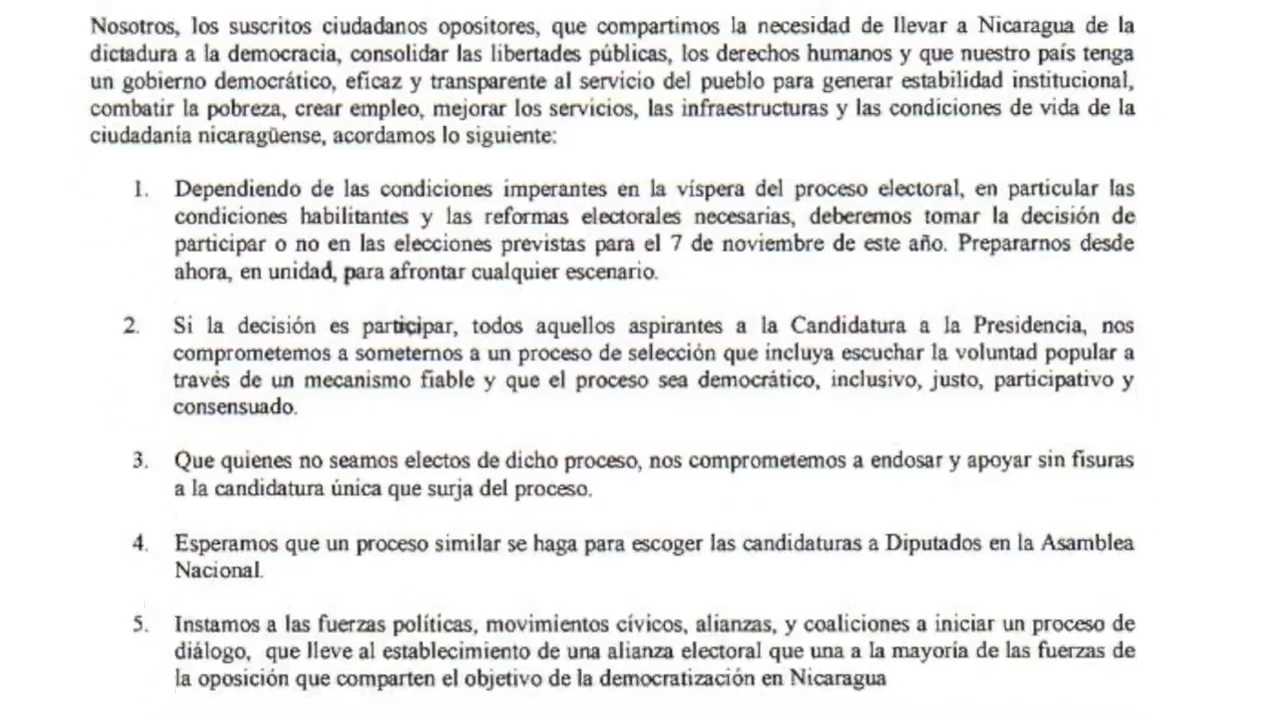 Nosotros, los suscritos ciudadanos opositores, que compartimos la necesidad de llevar a Nicaragua de la
dictadura a la democracia, consolidar las libertades públicas, los derechos humanos y que nuestro país tenga
un gobierno democrático, eficaz y transparente al servicio del pueblo para generar estabilidad institucional,
combatir la pobreza, crear empleo, mejorar los servicios, las infraestructuras y las condiciones de vida de la
ciudadanía nicaragüense, acordamos lo siguiente:
1. Dependiendo de las condiciones imperantes en la víspera del proceso electoral, en particular las
condiciones habilitantes y las reformas electorales necesarias, deberemos tomar la decisión de
participar o no en las elecciones previstas para el 7 de noviembre de este año. Prepararnos desde
ahora, en unidad, para afrontar cualquier escenario.
2. Si la decisión es participar, todos aquellos aspirantes a la Candidatura a la Presidencia, nos
comprometemos a someternos a un proceso de selección que incluya escuchar la voluntad popular a
través de un mecanismo fiable y que el proceso sea democrático, inclusivo, justo, participativo y
consensuado.
3. Que quienes no seamos electos de dicho proceso, nos comprometemos a endosar y apoyar sin fisuras
a la candidatura única que surja del proceso.
4. Esperamos que un proceso similar se haga para escoger las candidaturas a Diputados en la Asamblea
Nacional.
5. Instamos a las fuerzas políticas, movimientos cívicos, alianzas, y coaliciones a iniciar un proceso de
diálogo, que lleve al establecimiento de una alianza electoral que una a la mayoría de las fuerzas de
la oposición que comparten el objetivo de la democratización en Nicaragua